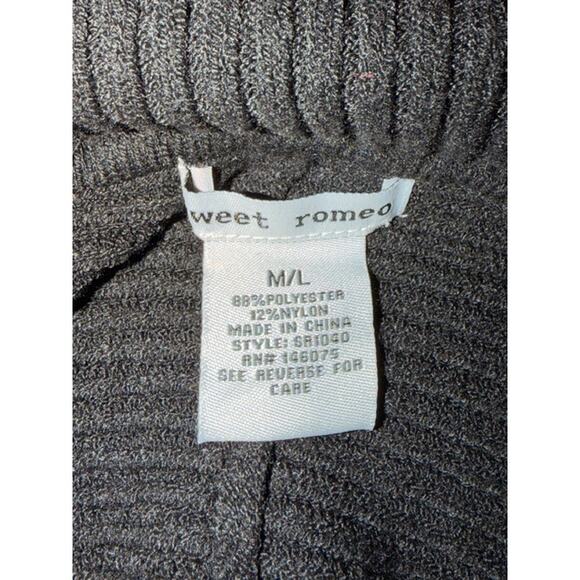 weet romeo
M/L
88%POLYESTER
12%NYLON
MADE IN CHINA
STYLE: SR1040
RN# 146075
SEE REVERSE FOR
CARE